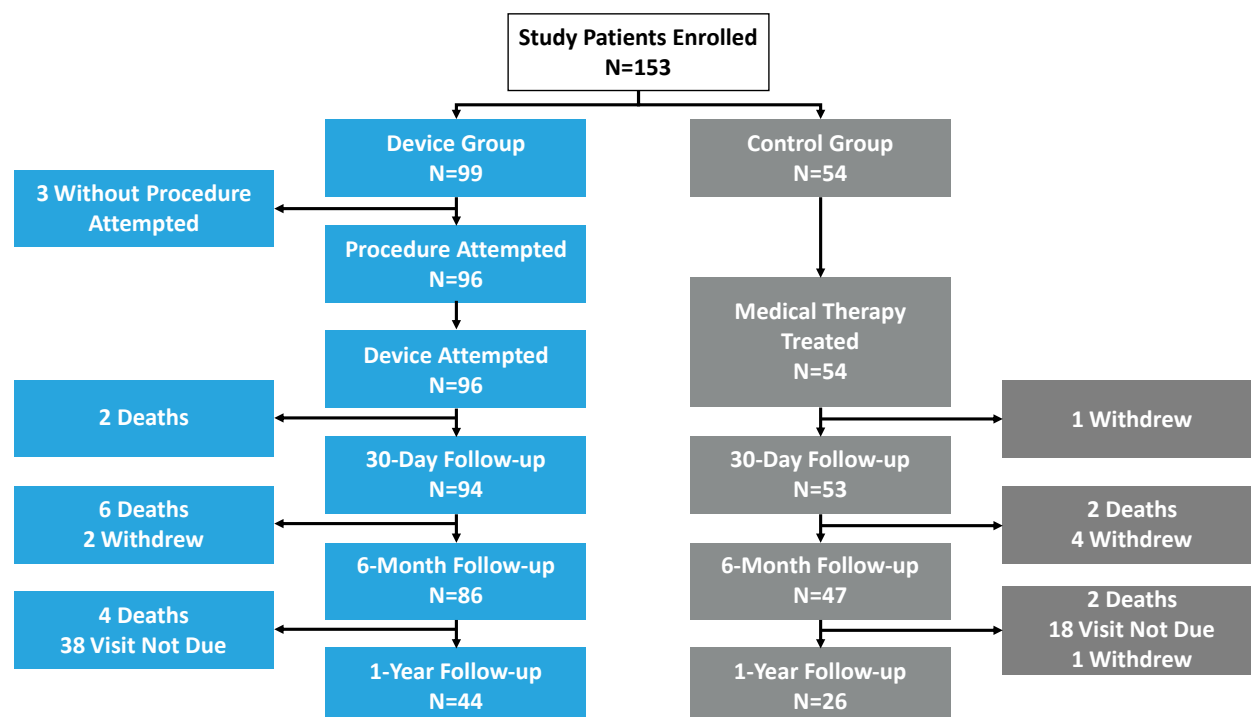 Study Patients Enrolled
N=153
Device Group
N=99
Control Group
N=54
3 Without Procedure
Attempted
Procedure Attempted
N=96
Medical Therapy
Treated
N=54
Device Attempted
N=96
2 Deaths
1 Withdrew
30-Day Follow-up
N=94
30-Day Follow-up
N=53
6 Deaths
2 Withdrew
2 Deaths
4 Withdrew
6-Month Follow-up
N=86
6-Month Follow-up
N=47
4 Deaths
38 Visit Not Due
2 Deaths
18 Visit Not Due
1 Withdrew
1-Year Follow-up
N=44
1-Year Follow-up
N=26